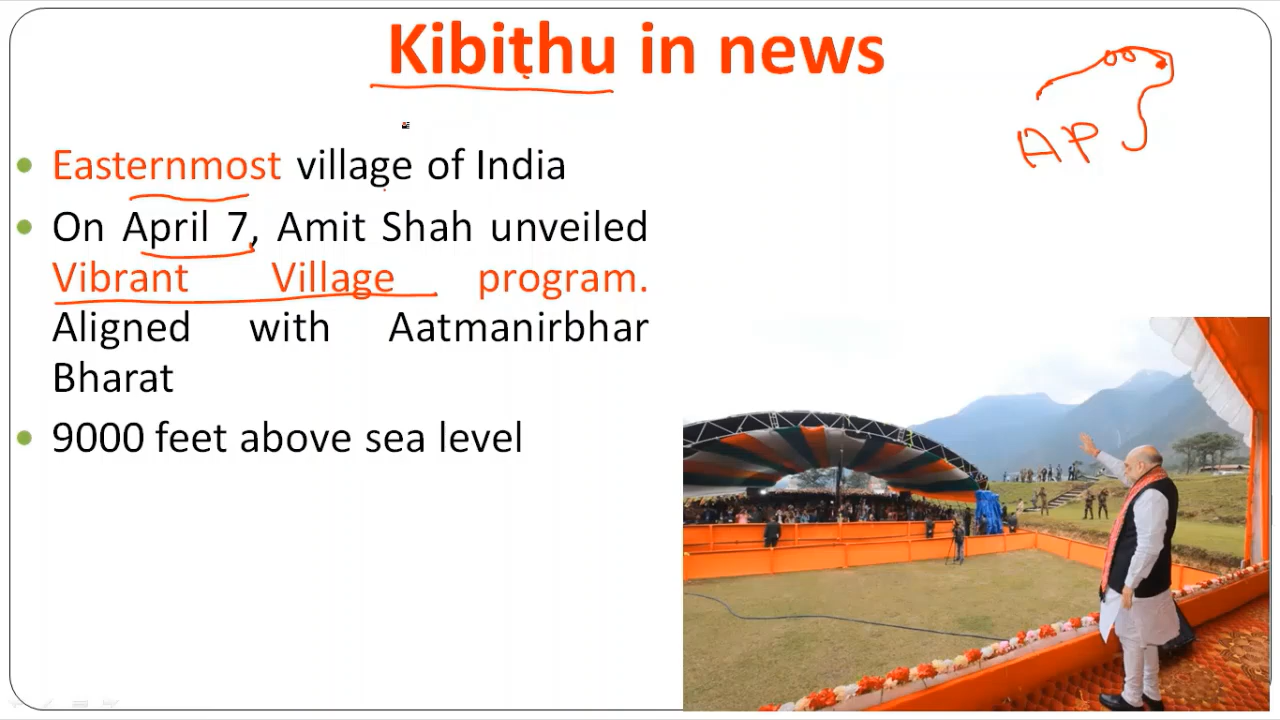 Kibithu in news
AP
Easternmost village of India
On April 7, Amit Shah unveiled
Vibrant Village program.
Aligned with Aatmanirbhar
Bharat
9000 feet above sea level